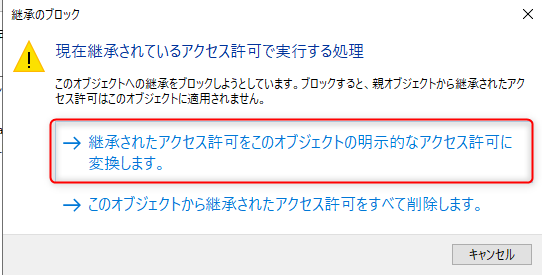 継承のブロック
現在継承されているアクセス許可で実行する処理
このオブジェクトへの継承をブロックしようとしています。ブロックすると、親オブジェクトから継承されたアク
セス許可はこのオブジェクトに適用されません。
→ 継承されたアクセス許可をこのオブジェクトの明示的なアクセス許可に
変換します。
→ このオブジェクトから継承されたアクセス許可をすべて削除します。
キャンセル